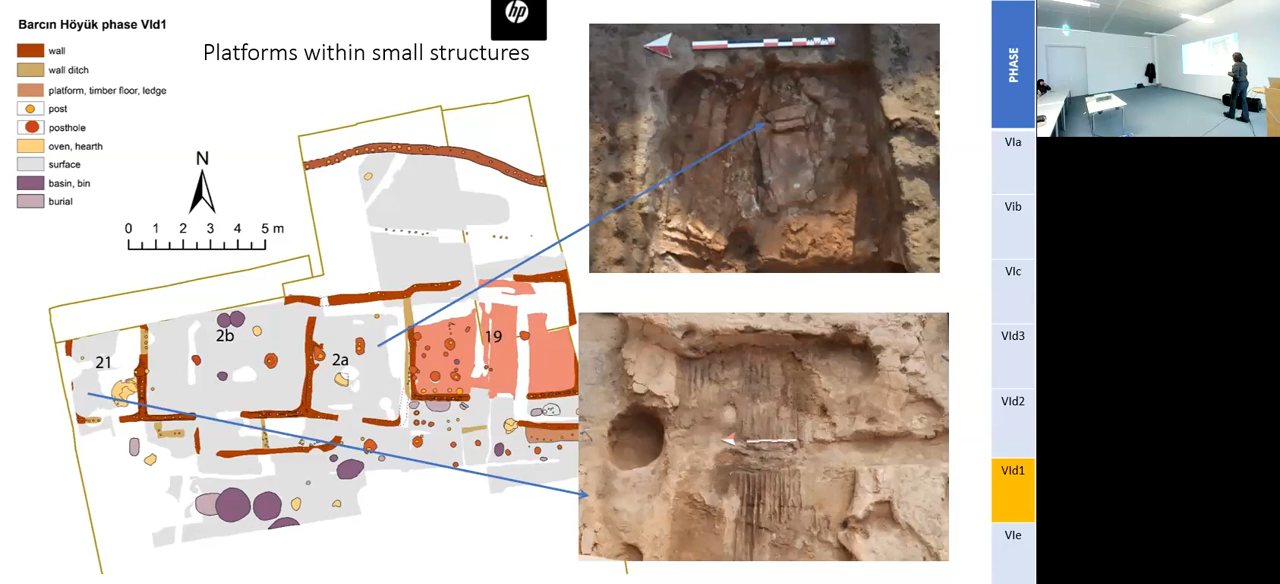 Barcın Höyük phase VId1
wall
wall ditch
platform, timber floor, ledge
post
posthole
oven, hearth
surface
basin, bin
burial
hp
Platforms within small structures
N
0 1 2 3 4 5 m
21
2b
2a
19
PHASE
VIa
Vib
VIc
VId3
VId2
VId1
VIe